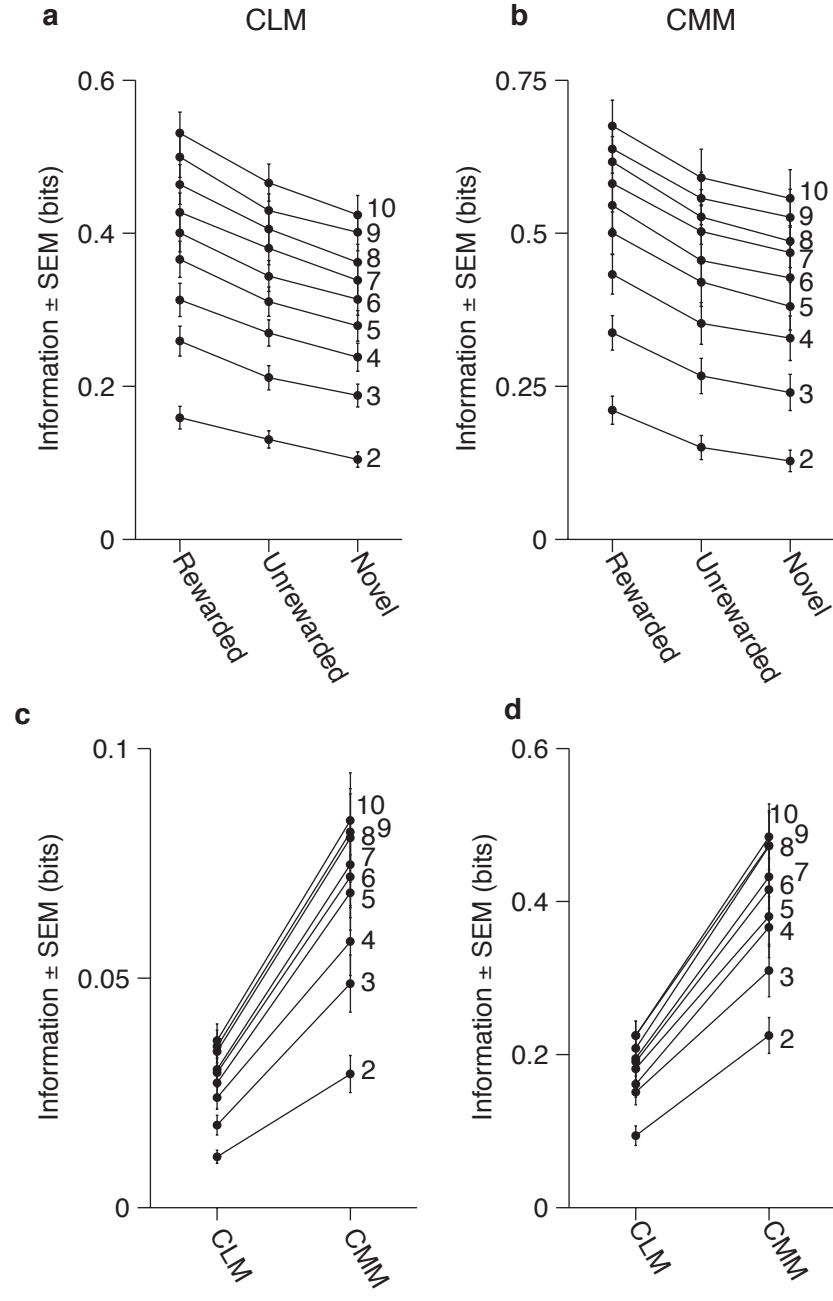 a
CLM
Information ± SEM (bits)
0.6
0.4
0.2
0
10
9
8
7
6
5
4
3
2
Rewarded
Unrewarded
Novel
b
CMM
Information ± SEM (bits)
0.75
0.5
0.25
0
10
9
8
7
6
5
4
3
2
Rewarded
Unrewarded
Novel
c
Information ± SEM (bits)
0.1
0.05
0
10
9
8
7
6
5
4
3
2
CLM
CMM
d
Information ± SEM (bits)
0.6
0.4
0.2
0
10
9
8
7
6
5
4
3
2
CLM
CMM